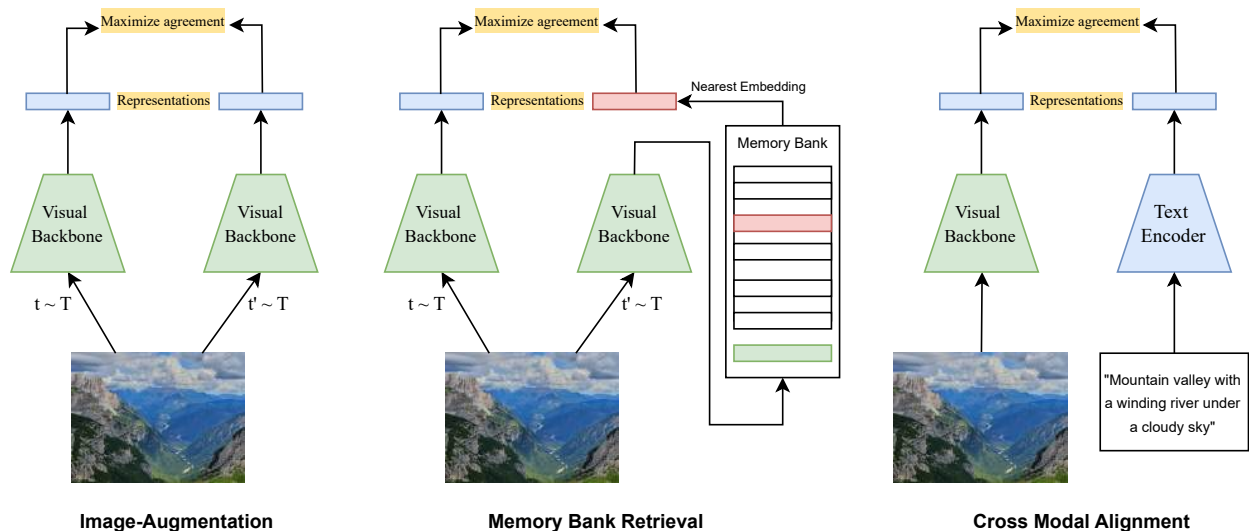 Maximize agreement
Representations
Visual
Backbone
Visual
Backbone
t ~ T
t' ~ T
Image-Augmentation
Maximize agreement
Nearest Embedding
Representations
Memory Bank
Visual
Backbone
Visual
Backbone
t ~ T
t' ~ T
Memory Bank Retrieval
Maximize agreement
Representations
Visual
Backbone
Text
Encoder
"Mountain valley with
a winding river under
a cloudy sky"
Cross Modal Alignment